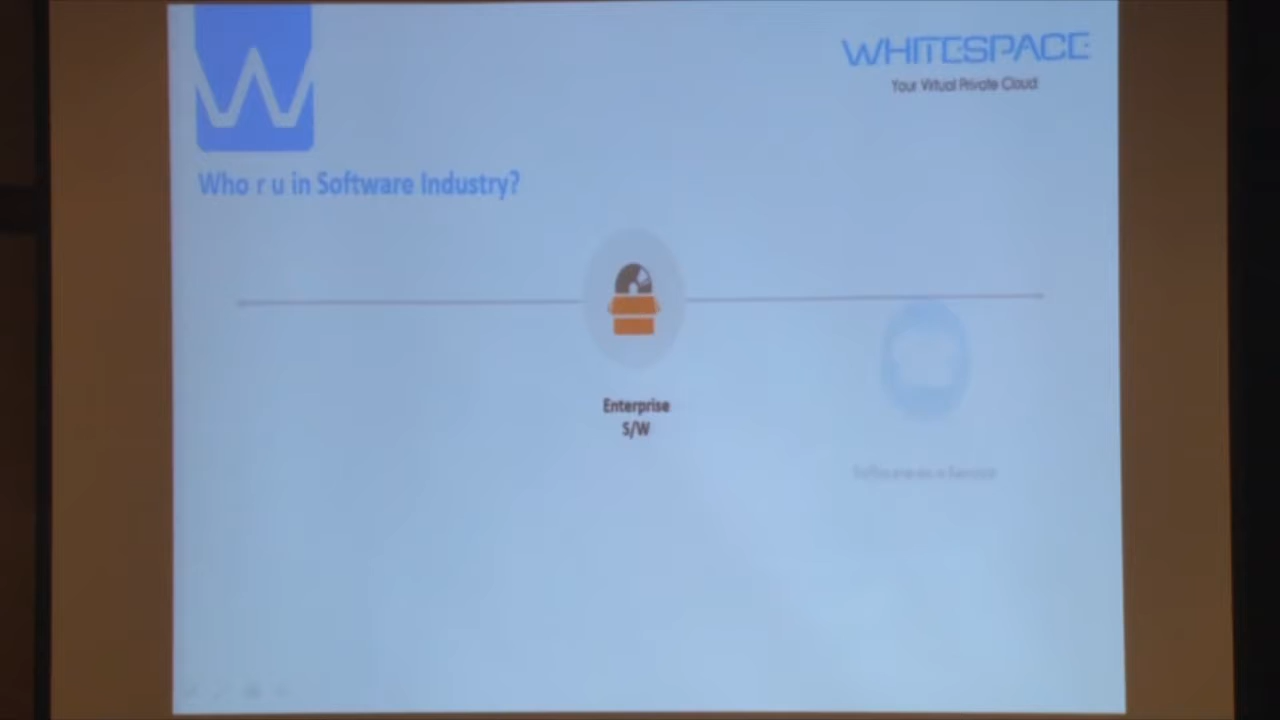 WHITESPACE
Your Virtual Private Cloud
Who r u in Software Industry?
Enterprise
S/W